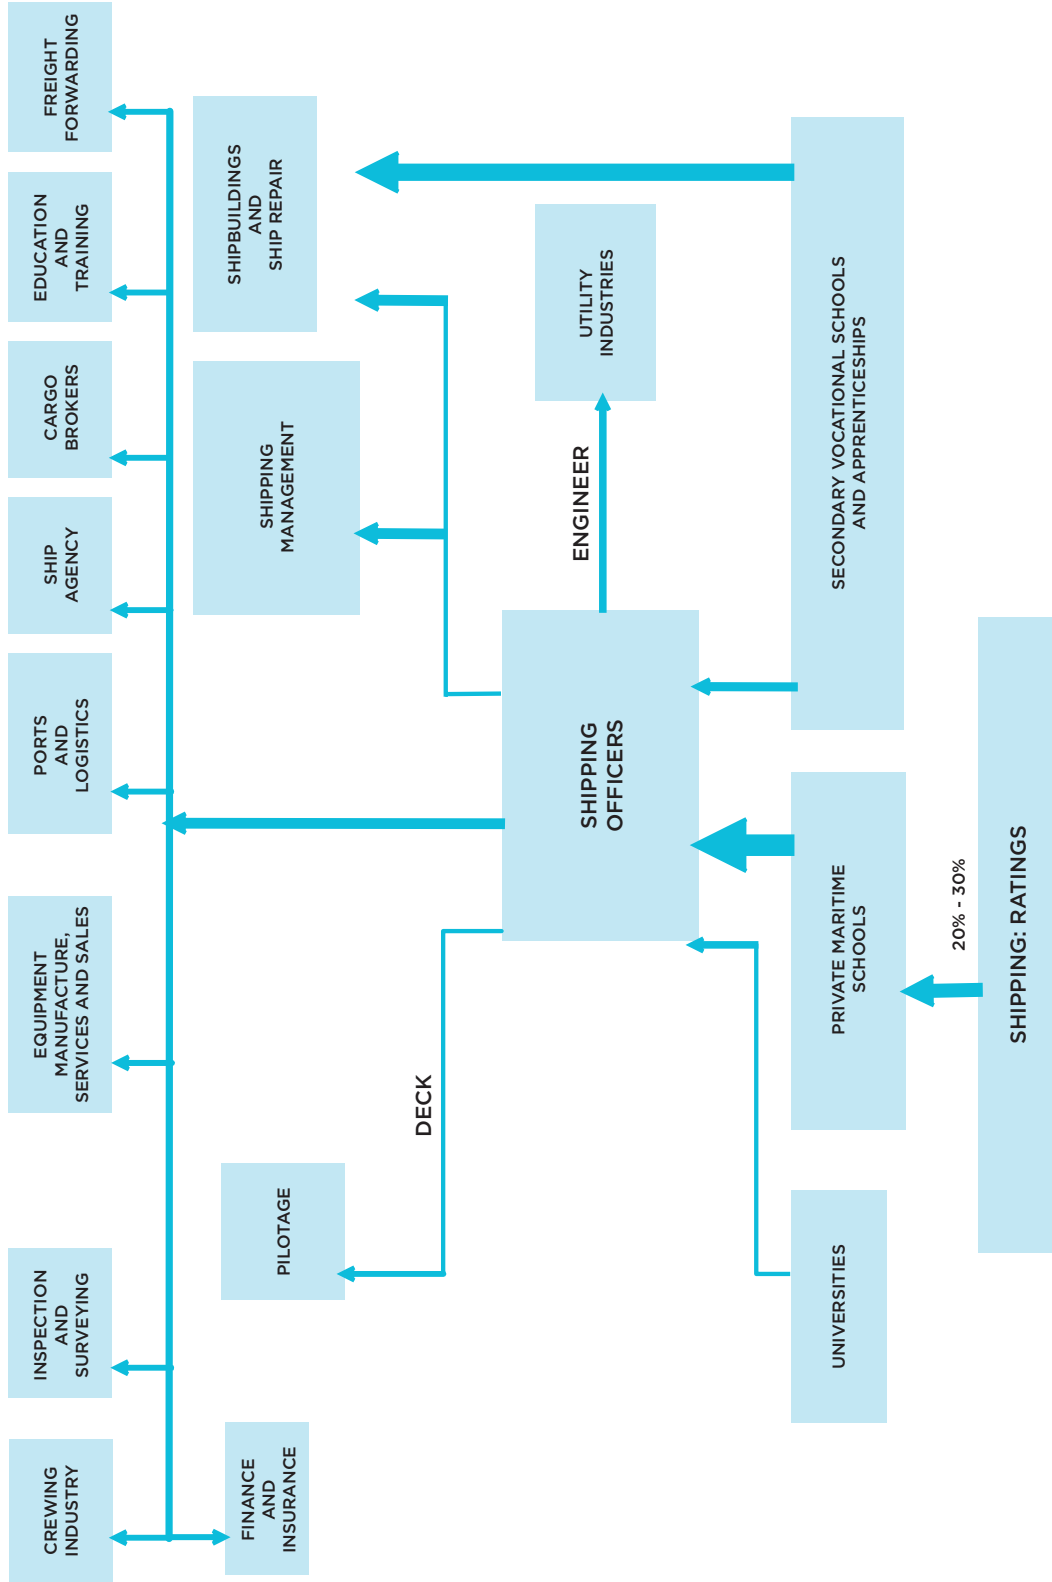 CREWING
INDUSTRY
INSPECTION
AND
SURVEYING
EQUIPMENT
MANUFACTURE,
SERVICES AND SALES
PORTS
AND
LOGISTICS
SHIP
AGENCY
CARGO
BROKERS
EDUCATION
AND
TRAINING
FREIGHT
FORWARDING
FINANCE
AND
INSURANCE
PILOTAGE
SHIPPING
MANAGEMENT
SHIPBUILDINGS
AND
SHIP REPAIR
DECK
SHIPPING
OFFICERS
ENGINEER
UTILITY
INDUSTRIES
UNIVERSITIES
PRIVATE MARITIME
SCHOOLS
SECONDARY VOCATIONAL SCHOOLS
AND APPRENTICESHIPS
20% - 30%
SHIPPING: RATINGS